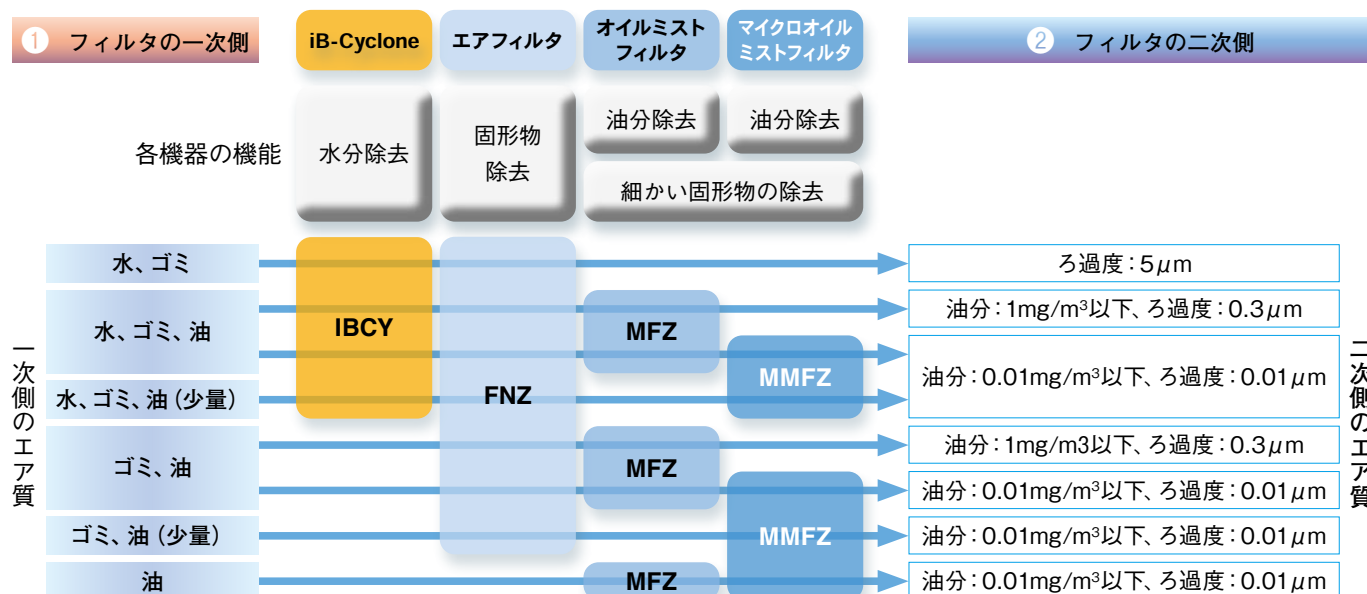 ① フィルタの一次側
iB-Cyclone
エアフィルタ
オイルミスト
フィルタ
マイクロオイル
ミストフィルタ
② フィルタの二次側
各機器の機能
水分除去
固形物
除去
油分除去
油分除去
細かい固形物の除去
一次側のエア質
水、ゴミ
水、ゴミ、油
水、ゴミ、油（少量）
ゴミ、油
ゴミ、油（少量）
油
IBCY
FNZ
MFZ
MMFZ
MFZ
MMFZ
MFZ
ろ過度：5μm
油分：1mg/m³以下、ろ過度：0.3μm
油分：0.01mg/m³以下、ろ過度：0.01μm
油分：1mg/m3以下、ろ過度：0.3μm
油分：0.01mg/m³以下、ろ過度：0.01μm
油分：0.01mg/m³以下、ろ過度：0.01μm
油分：0.01mg/m³以下、ろ過度：0.01μm
二次側のエア質